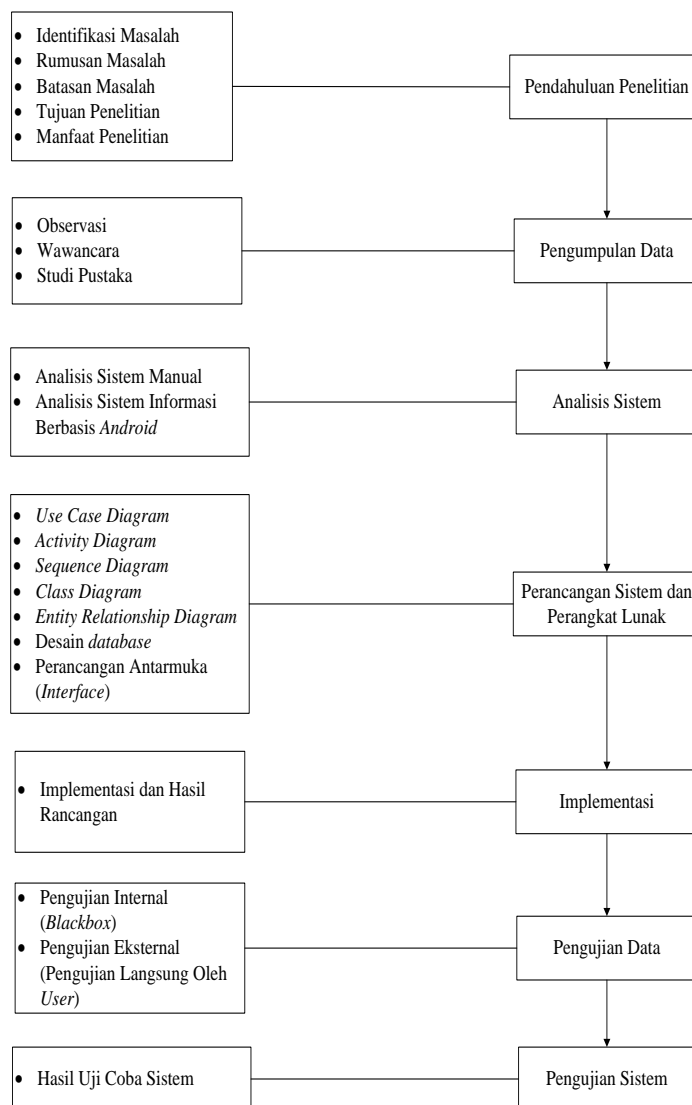 • Identifikasi Masalah
• Rumusan Masalah
• Batasan Masalah
• Tujuan Penelitian
• Manfaat Penelitian
Pendahuluan Penelitian
• Observasi
• Wawancara
• Studi Pustaka
Pengumpulan Data
• Analisis Sistem Manual
• Analisis Sistem Informasi
Berbasis Android
Analisis Sistem
• Use Case Diagram
• Activity Diagram
• Sequence Diagram
• Class Diagram
• Entity Relationship Diagram
• Desain database
• Perancangan Antarmuka
(Interface)
Perancangan Sistem dan
Perangkat Lunak
• Implementasi dan Hasil
Rancangan
Implementasi
• Pengujian Internal
(Blackbox)
• Pengujian Eksternal
(Pengujian Langsung Oleh
User)
Pengujian Data
• Hasil Uji Coba Sistem
Pengujian Sistem